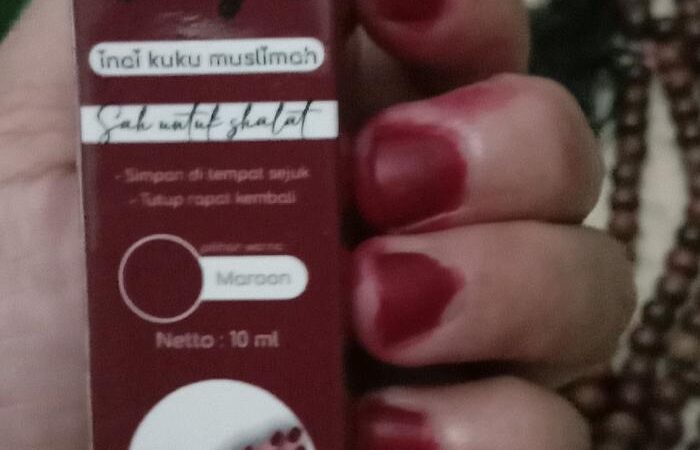 inai kuku muslimah
Sah untuk shalat
- Simpan di tempat sejuk
- Tutup rapat kembali
pilihan warna
Maroon
Netto : 10 ml